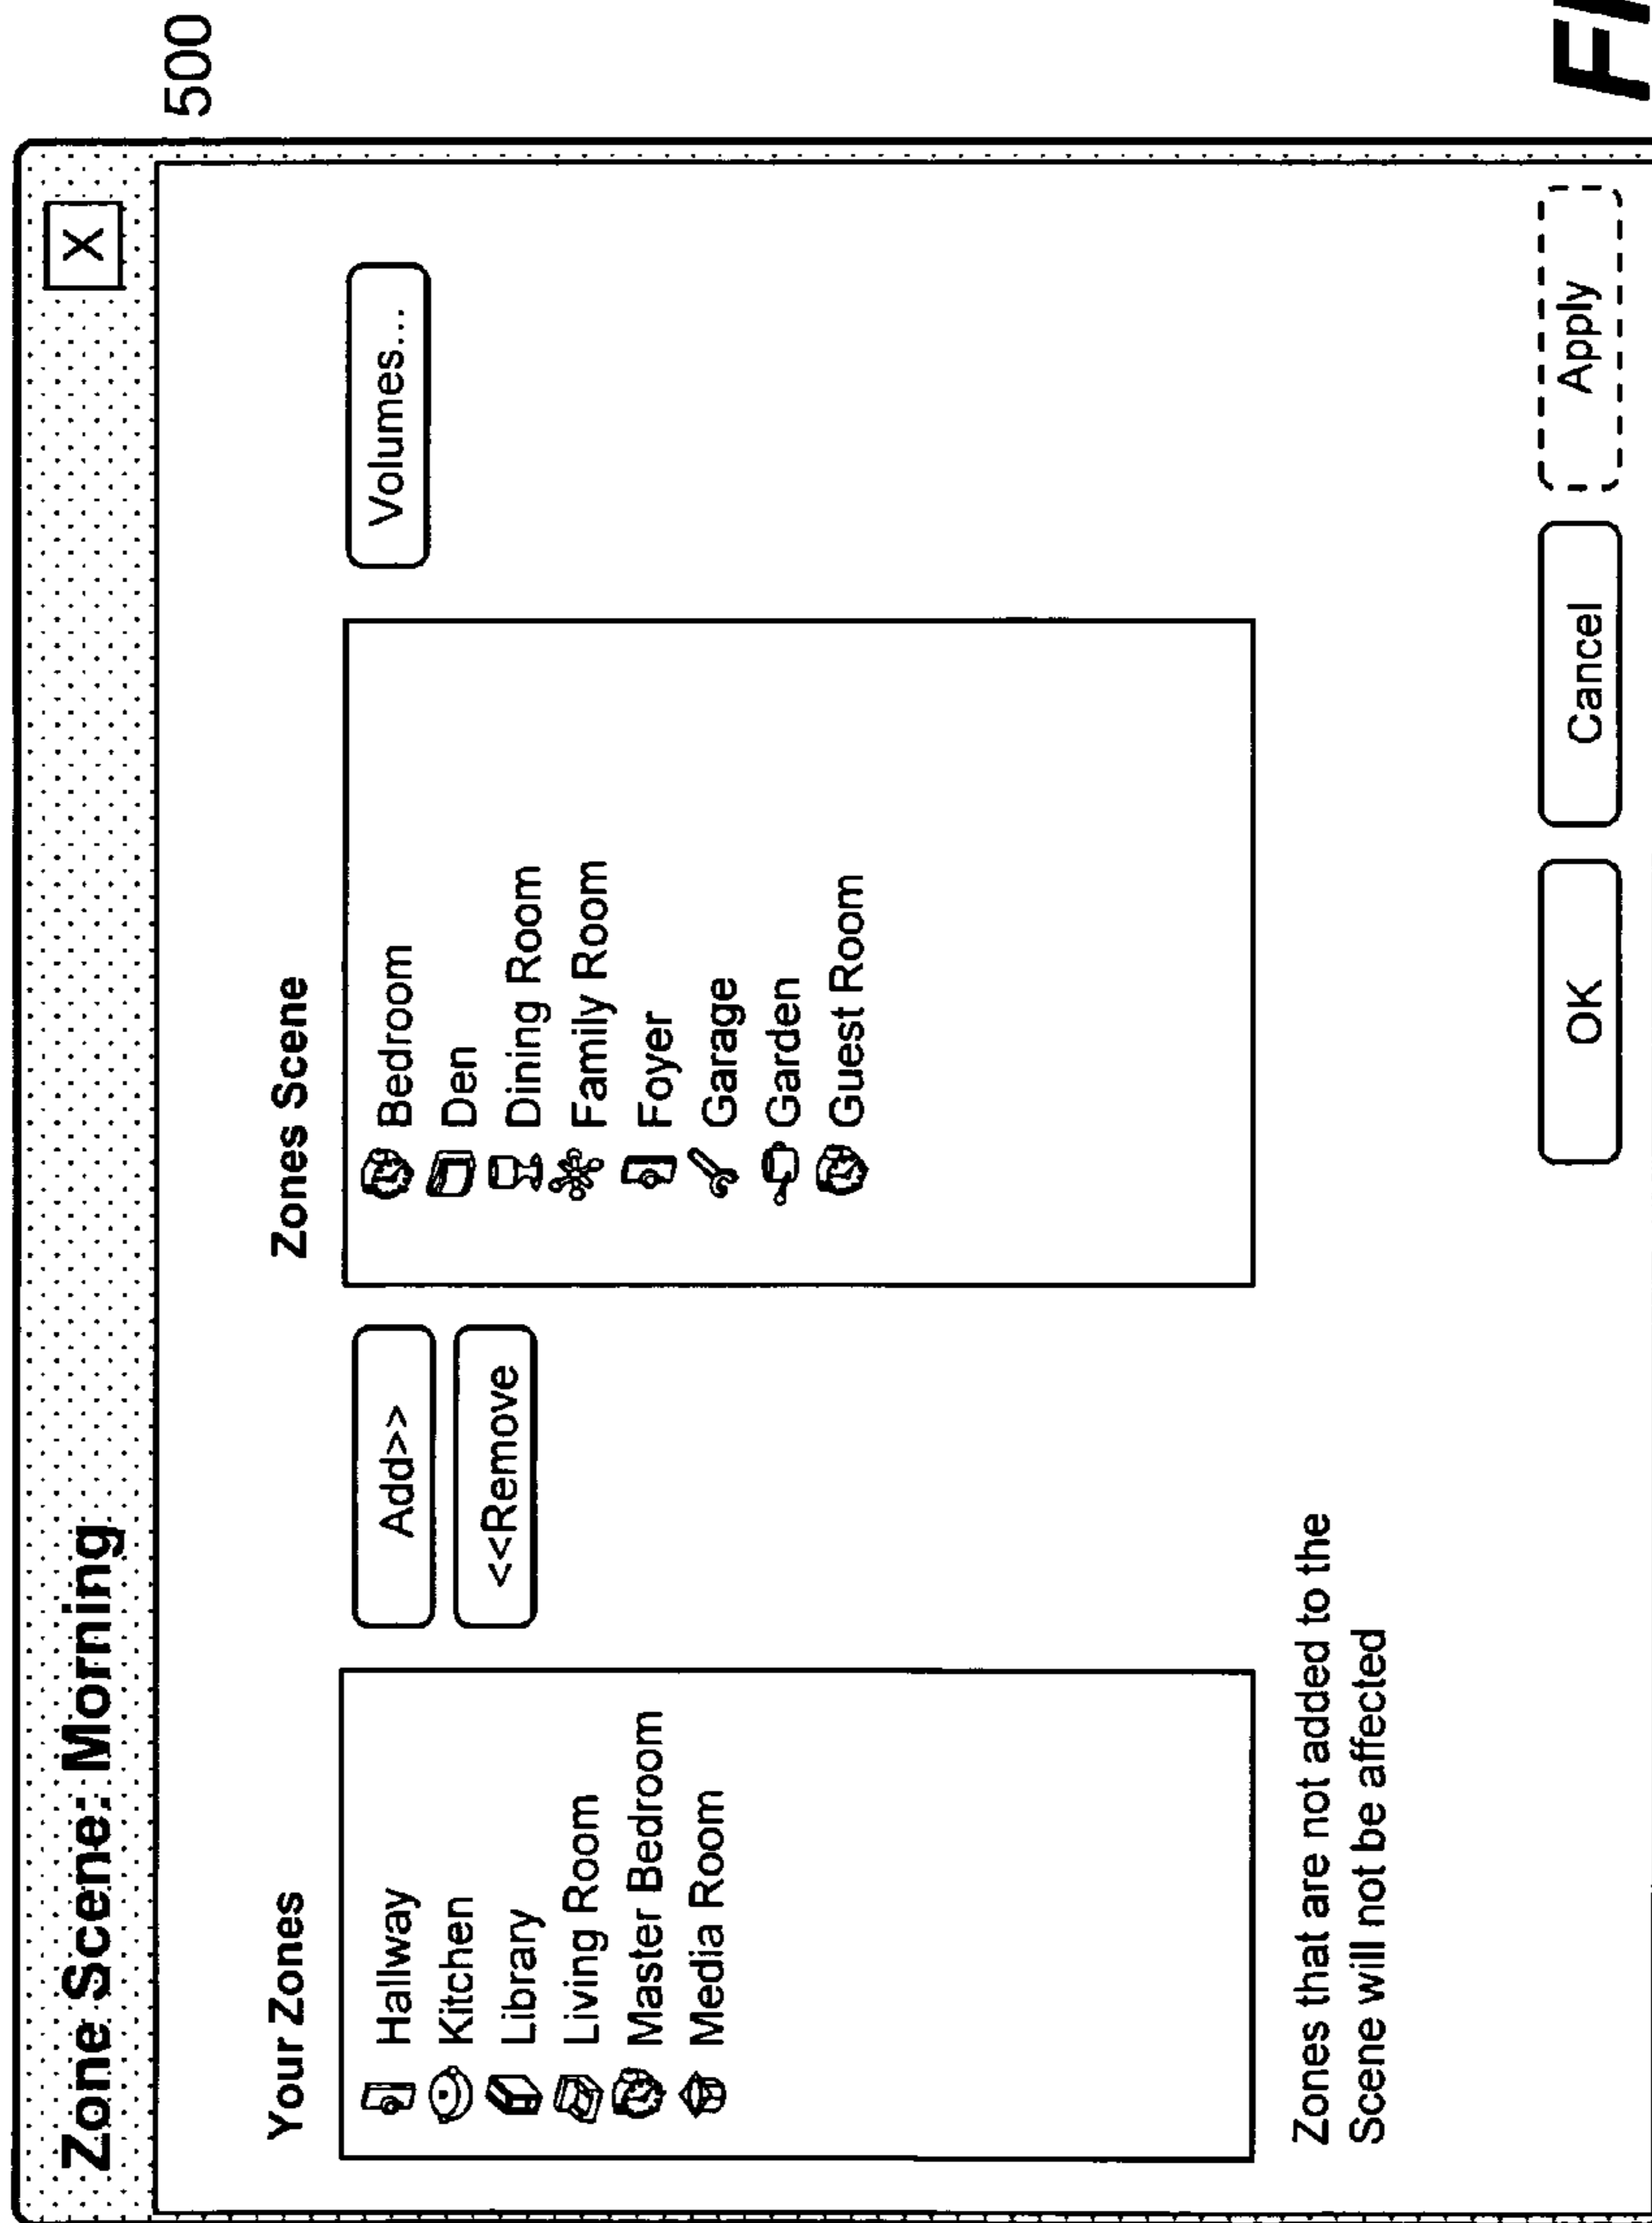 500
Zone Scene: Morning
X
Your Zones
Hallway
Kitchen
Library
Living Room
Master Bedroom
Media Room
Add>>
<<Remove
Zones Scene
Bedroom
Den
Dining Room
Family Room
Foyer
Garage
Garden
Guest Room
Volumes...
Zones that are not added to the
Scene will not be affected
OK
Cancel
Apply